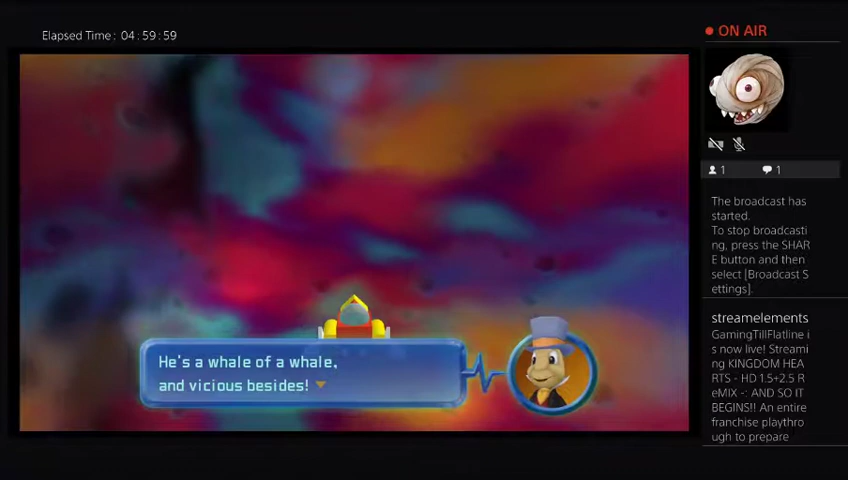 Elapsed Time: 04:59:59
ON AIR
1
1
The broadcast has
started.
To stop broadcasti
ng, press the SHAR
E button and then
select [Broadcast S
ettings].
streamelements
GamingTillFlatline i
s now live! Streami
ng KINGDOM HEA
RTS - HD 1.5+2.5 R
eMIX -: AND SO IT
BEGINS!! An entire
franchise playthro
ugh to prepare
He's a whale of a whale,
and vicious besides!